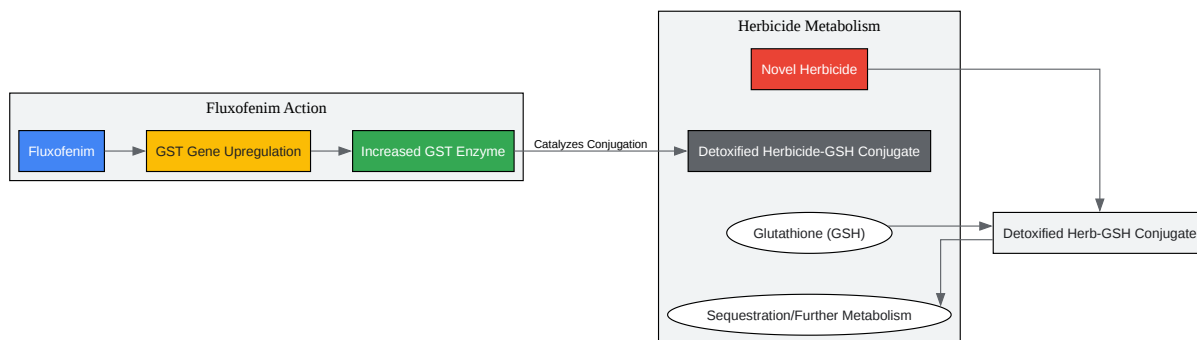 Herbicide Metabolism
Novel Herbicide
Fluxofenim Action
Fluxofenim
GST Gene Upregulation
Increased GST Enzyme
Catalyzes Conjugation
Detoxified Herbicide-GSH Conjugate
Glutathione (GSH)
Detoxified Herb-GSH Conjugate
Sequestration/Further Metabolism